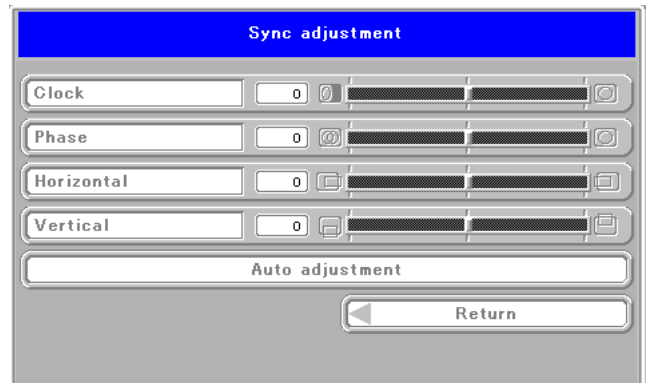 Sync adjustment
Clock 0
Phase 0
Horizontal 0
Vertical 0
Auto adjustment
Return